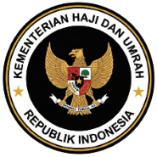 KEMENTERIAN HAJI DAN UMRAH
REPUBLIK INDONESIA